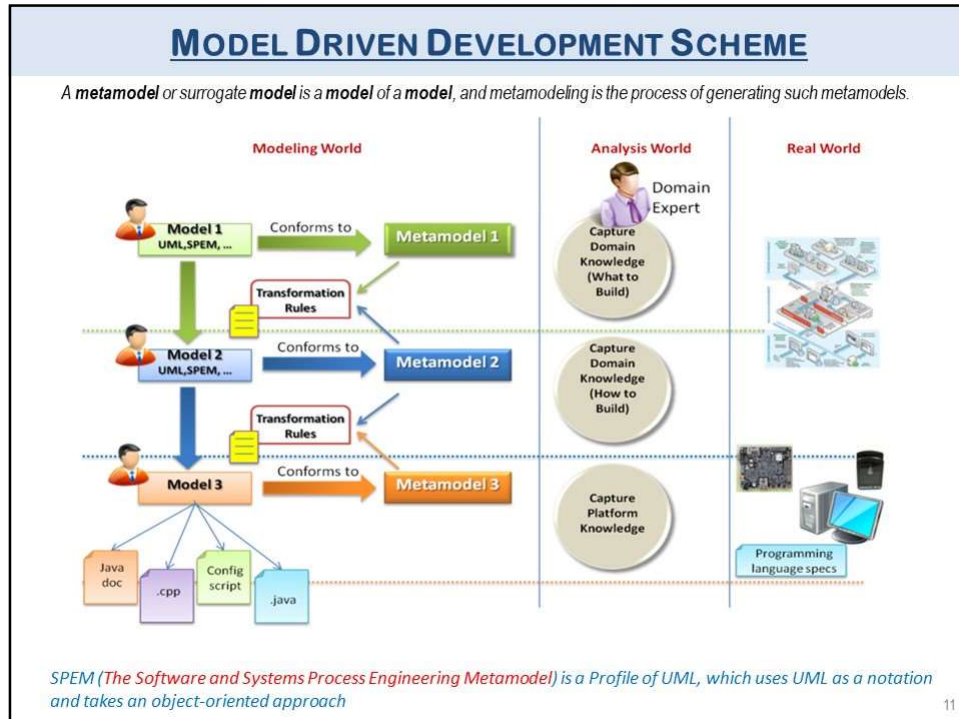 MODEL DRIVEN DEVELOPMENT SCHEME
A metamodel or surrogate model is a model of a model, and metamodeling is the process of generating such metamodels.
Modeling World
Analysis World
Real World
Domain
Expert
Model 1
UML,SPEM, ...
Conforms to
Metamodel 1
Capture
Domain
Knowledge
(What to
Build)
Transformation
Rules
Model 2
UML,SPEM, ...
Conforms to
Metamodel 2
Capture
Domain
Knowledge
(How to
Build)
Transformation
Rules
Model 3
Conforms to
Metamodel 3
Capture
Platform
Knowledge
Programming
language specs
Java
doc
.cpp
Config
script
.java
SPEM (The Software and Systems Process Engineering Metamodel) is a Profile of UML, which uses UML as a notation
and takes an object-oriented approach
11